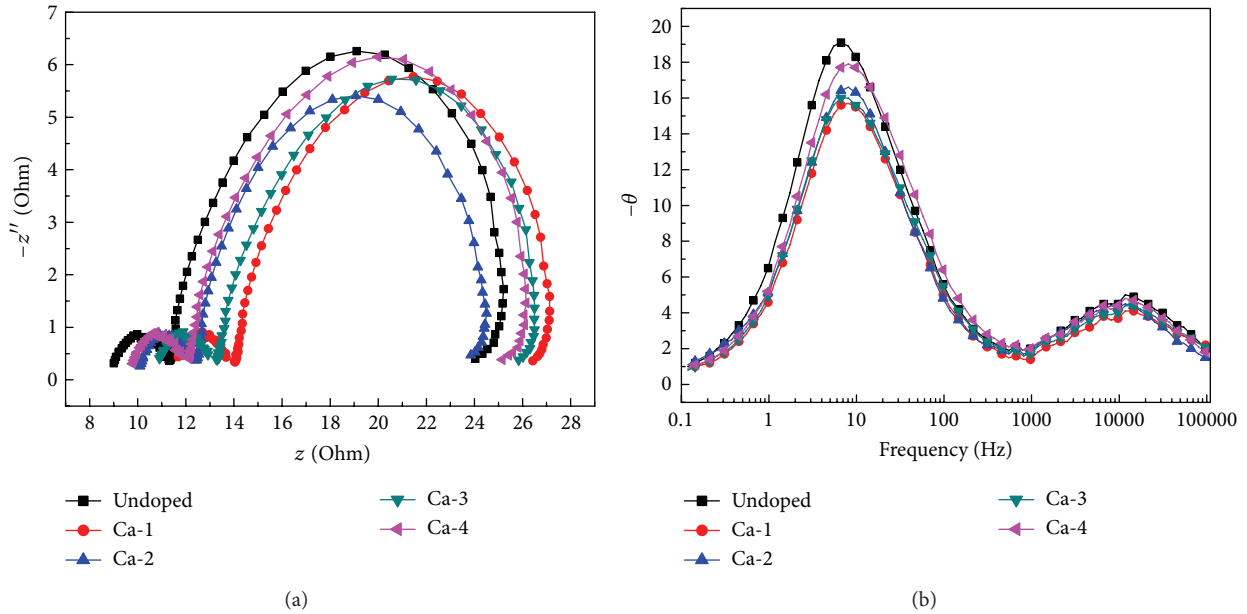 7
6
5
4
3
2
1
0
−z″ (Ohm)
8 10 12 14 16 18 20 22 24 26 28
z (Ohm)
Undoped
Ca-1
Ca-2
Ca-3
Ca-4
(a)
20
18
16
14
12
10
8
6
4
2
0
−θ
0.1 1 10 100 1000 10000 100000
Frequency (Hz)
Undoped
Ca-1
Ca-2
Ca-3
Ca-4
(b)